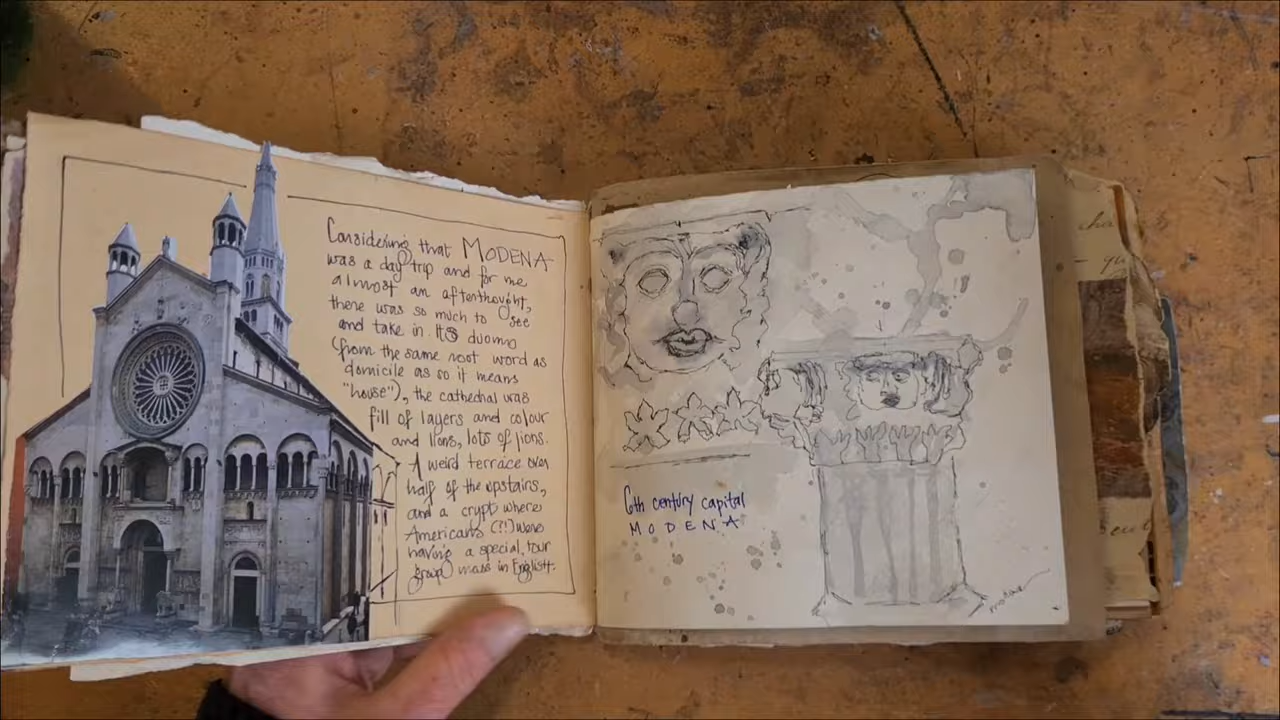 Considering that MODENA
was a day trip and for me
almost an afterthought,
there was so much to see
and take in. Its duomo
(from the same root word as
domicile as so it means
"house"), the cathedral was
fill of layers and colour
and lions, lots of lions.
A weird terrace over
half of the upstairs,
and a crypt where
Americans (?!) were
having a special tour
group mass in English.
6th century capital
MODENA